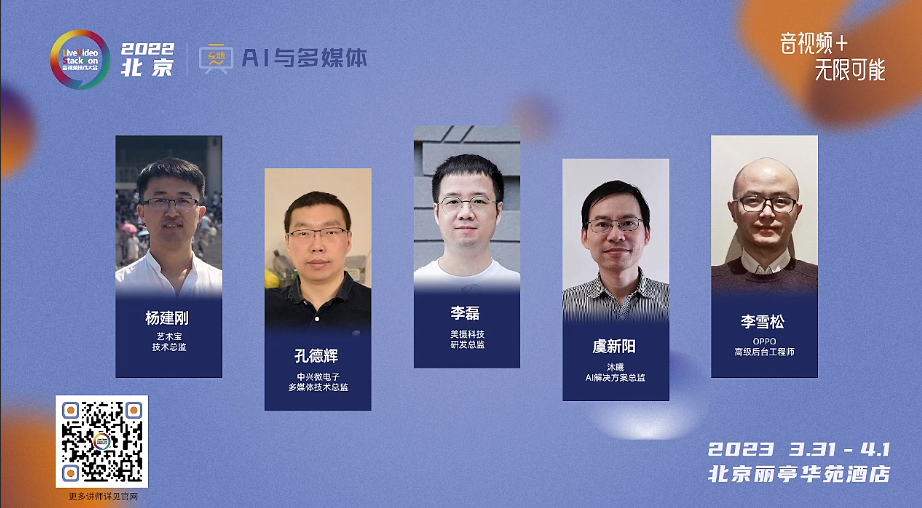 LiveVideo
StackCon
音视频技术大会
2022
北京
专题
AI与多媒体
音视频+
无限可能
杨建刚
艺术宝
技术总监
孔德辉
中兴微电子
多媒体技术总监
李磊
美摄科技
研发总监
虞新阳
沐曦
AI解决方案总监
李雪松
OPPO
高级后台工程师
更多讲师详见官网
2023 3.31-4.1
北京丽亭华苑酒店